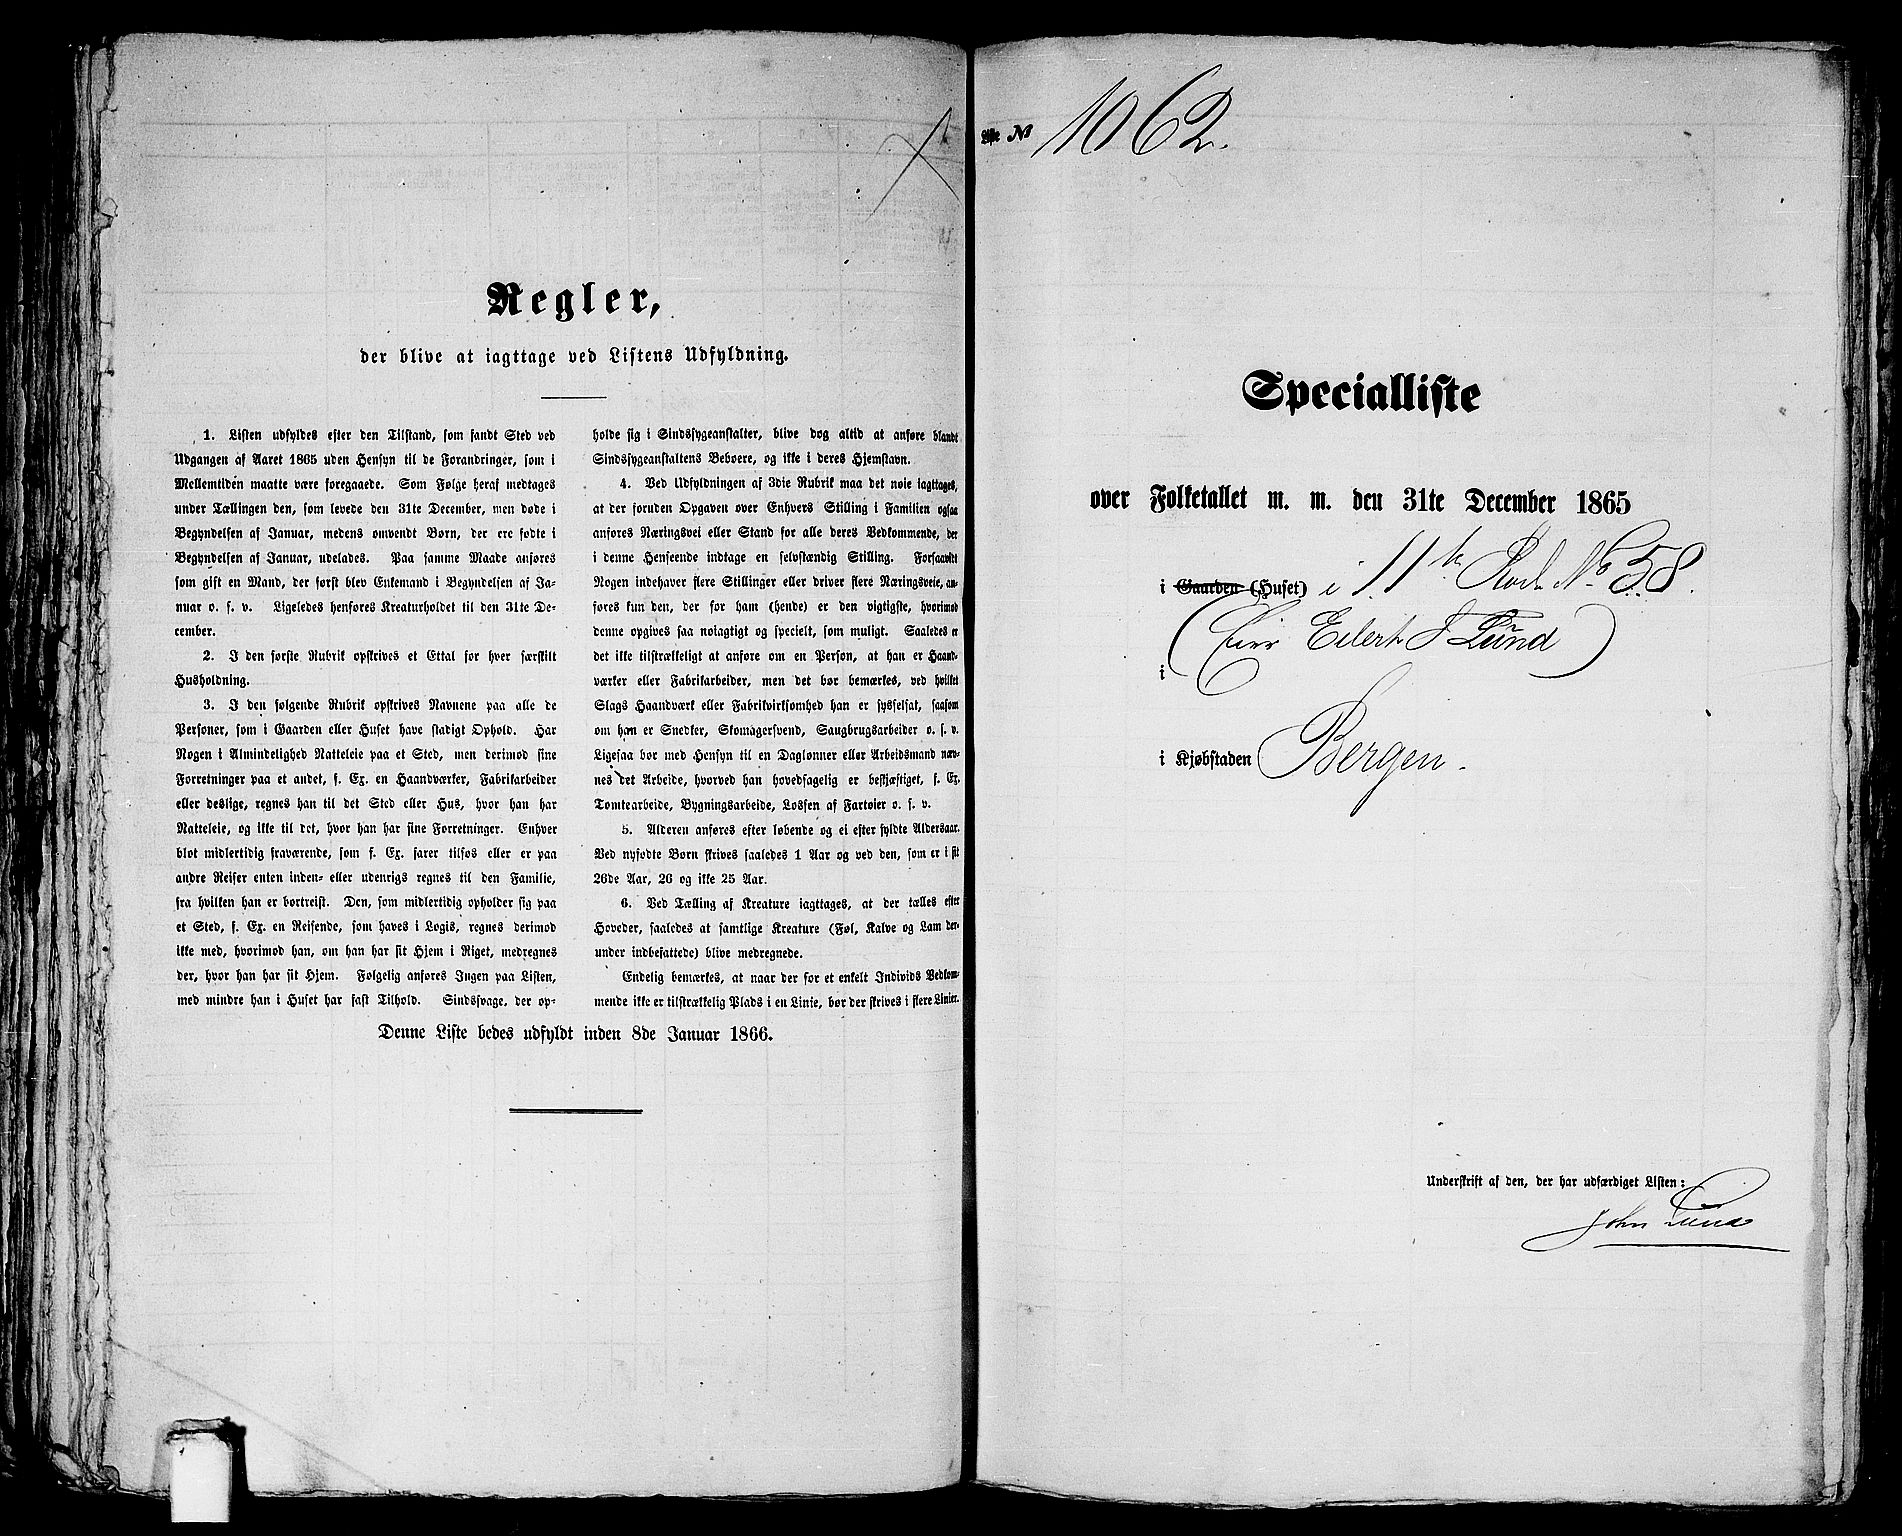 Regler,
der blive at iagttage ved Listens Udfyldning.
1. Listen udfyldes efter den Tilstand, som fandt Sted ved
Udgangen af Aaret 1865 uden Hensyn til de Forandringer, som i
Mellemtiden maatte være foregaaede. Som Følge heraf medtages
under Tællingen den, som levede den 31te December, men døde i
Begyndelsen af Januar, medens omvendt Børn, der ere fødte i
Begyndelsen af Januar, udelades. Paa samme Maade anføres
som gift en Mand, der først blev Enkemand i Begyndelsen af Ja-
nuar o. s. v. Ligeledes henføres Kreaturholdet til den 31te De-
cember.
2. I den første Rubrik opskrives et Ettal for hver særskilt
Husholdning.
3. I den følgende Rubrik opskrives Navnene paa alle de
Personer, som i Gaarden eller Huset have stadigt Ophold. Har
Nogen i Almindelighed Natteleie paa et Sted, men derimod sine
Forretninger paa et andet, f. Ex. en Haandværker, Fabrikarbeider
eller deslige, regnes han til det Sted eller Hus, hvor han har
Natteleie, og ikke til det, hvor han har sine Forretninger. Enhver
blot midlertidig fraværende, som f. Ex. farer tilsøs eller er paa
andre Reiser enten inden- eller udenrigs regnes til den Familie,
fra hvilken han er bortreist. Den, som midlertidig opholder sig paa
et Sted, f. Ex. en Reisende, som haves i Logis, regnes derimod
ikke med, hvorimod han, om han har sit Hjem i Riget, medregnes
der, hvor han har sit Hjem. Følgelig anføres Ingen paa Listen,
med mindre han i Huset har fast Tilhold. Sindssvage, der op-
holde sig i Sindssygeanstalter, blive dog altid at anføre blandt
Sindssygeanstaltens Beboere, og ikke i deres Hjemstavn.
4. Ved Udfyldningen af 3die Rubrik maa det nøie iagttages,
at der foruden Opgaven over Enhvers Stilling i Familien ogsaa
anføres Næringsvei eller Stand for alle deres Vedkommende, der
i denne Henseende indtage en selvstændig Stilling. Forsaavidt
Nogen indehaver flere Stillinger eller driver flere Næringsveie, an-
føres kun den, der for ham (hende) er den vigtigste, hvorimod
denne opgives saa nøiagtigt og specielt, som muligt. Saaledes er
det ikke tilstrækkeligt at anføre om en Person, at han er Haand-
værker eller Fabrikarbeider, men det bør bemærkes, ved hvilket
Slags Haandværk eller Fabrikvirksomhed han er sysselsat, saasom
om han er Snedker, Skomagersvend, Saugbrugsarbeider o. s. v.
Ligesaa bør med Hensyn til en Daglønner eller Arbeidsmand næv-
nes det Arbeide, hvorved han hovedsagelig er beskjæftiget, f. Ex.
Tomtearbeide, Bygningsarbeide, Lossen af Fartøier o. s. v.
5. Alderen anføres efter løbende og ei efter fyldte Aldersaar.
Ved nyfødte Børn skrives saaledes 1 Aar og ved den, som er i sit
26de Aar, 26 og ikke 25 Aar.
6. Ved Tælling af Kreature iagttages, at der tælles efter
Hoveder, saaledes at samtlige Kreature (Føl, Kalve og Lam der-
under indbefattede) blive medregnede.
Endelig bemærkes, at naar der for et enkelt Individs Vedkom-
mende ikke er tilstrækkelig Plads i en Linie, bør der skrives i flere Linier.
Denne Liste bedes udfyldt inden 8de Januar 1866.
Liste № 1062.
Specialliste
over Folketallet m. m. den 31te December 1865
i Gaarden (Huset) i 11te Rode No 58.
(Eier Eilert J Lund)
i
i Kjøbstaden Bergen.
Underskrift af den, der har udfærdiget Listen:
John Lund